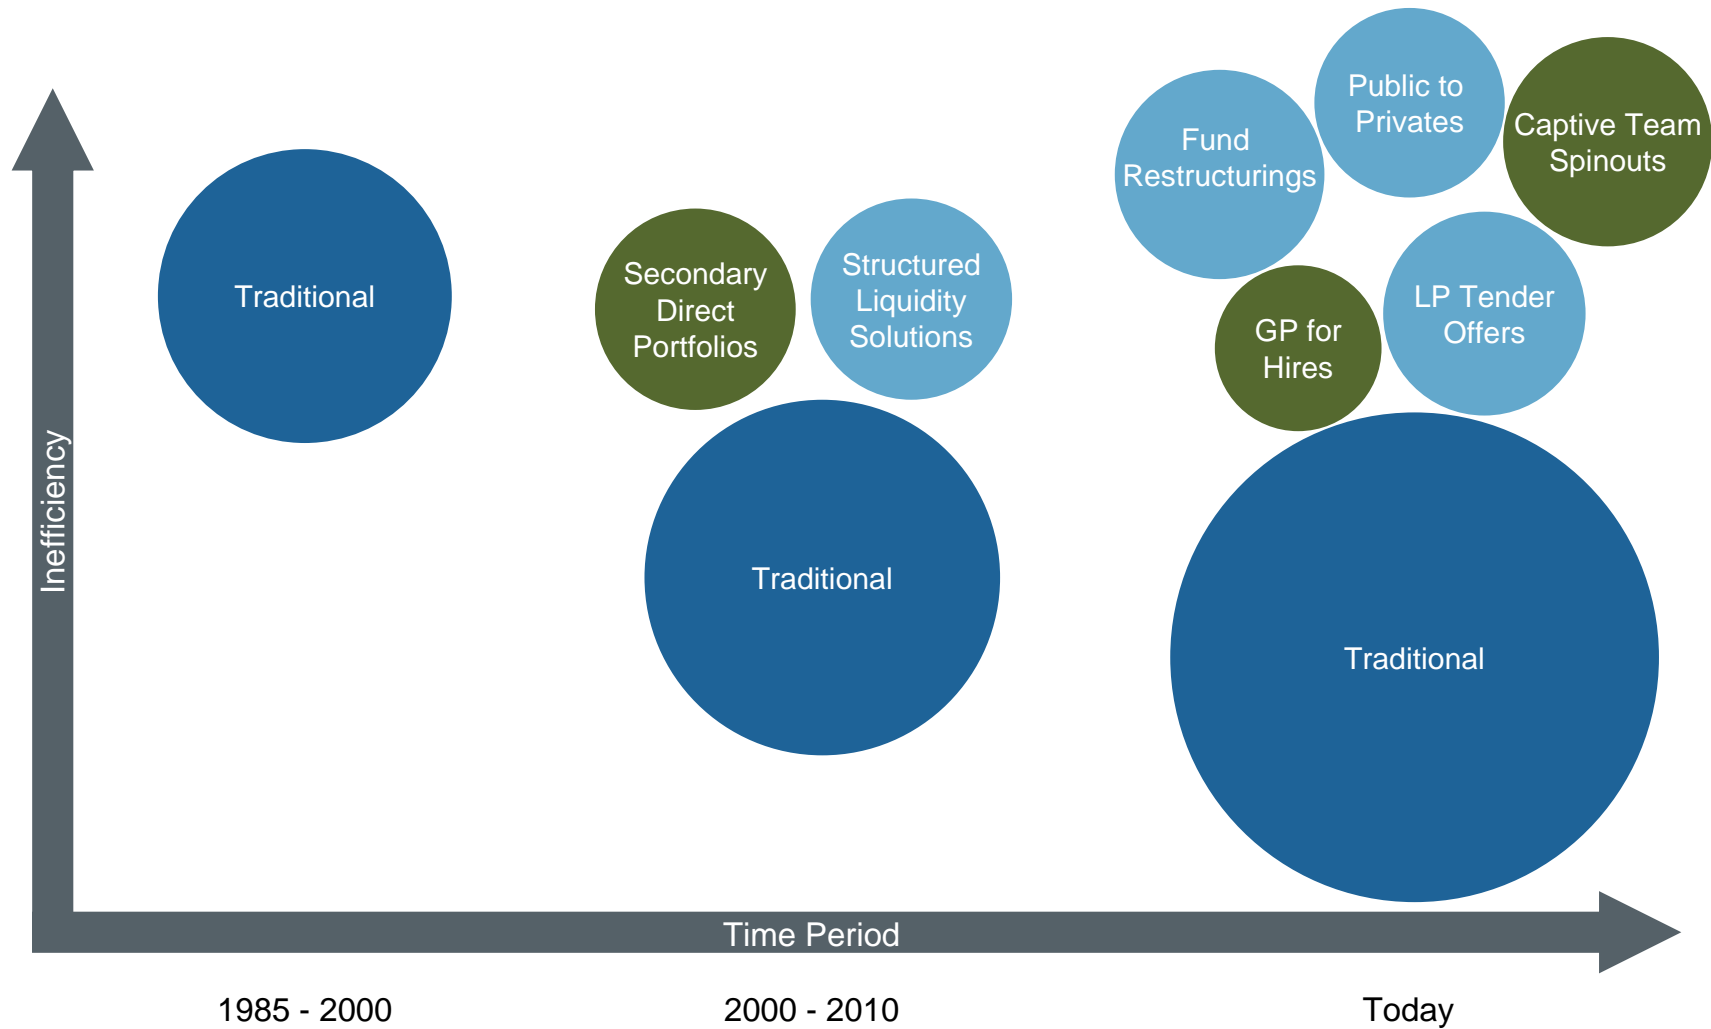 Inefficiency
Traditional
Secondary
Direct
Portfolios
Structured
Liquidity
Solutions
Traditional
Fund
Restructurings
Public to
Privates
Captive Team
Spinouts
GP for
Hires
LP Tender
Offers
Traditional
Time Period
1985 - 2000
2000 - 2010
Today